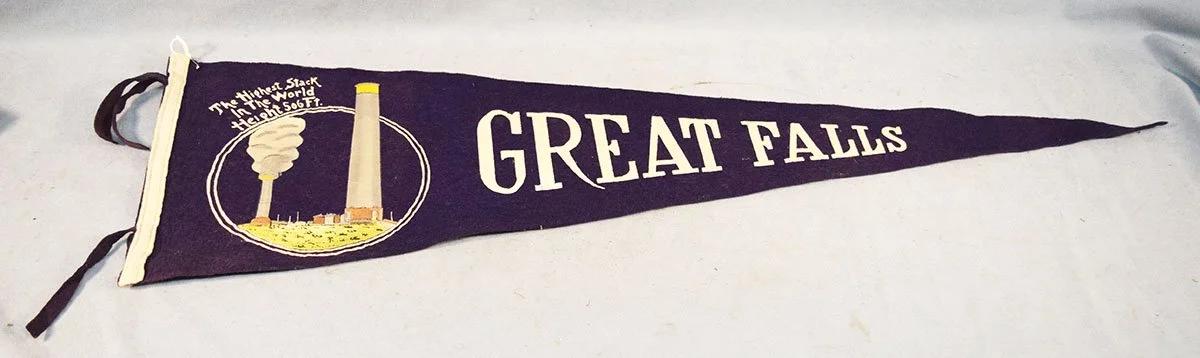 The Highest Stack
In The World
Height 506 Ft.
GREAT FALLS